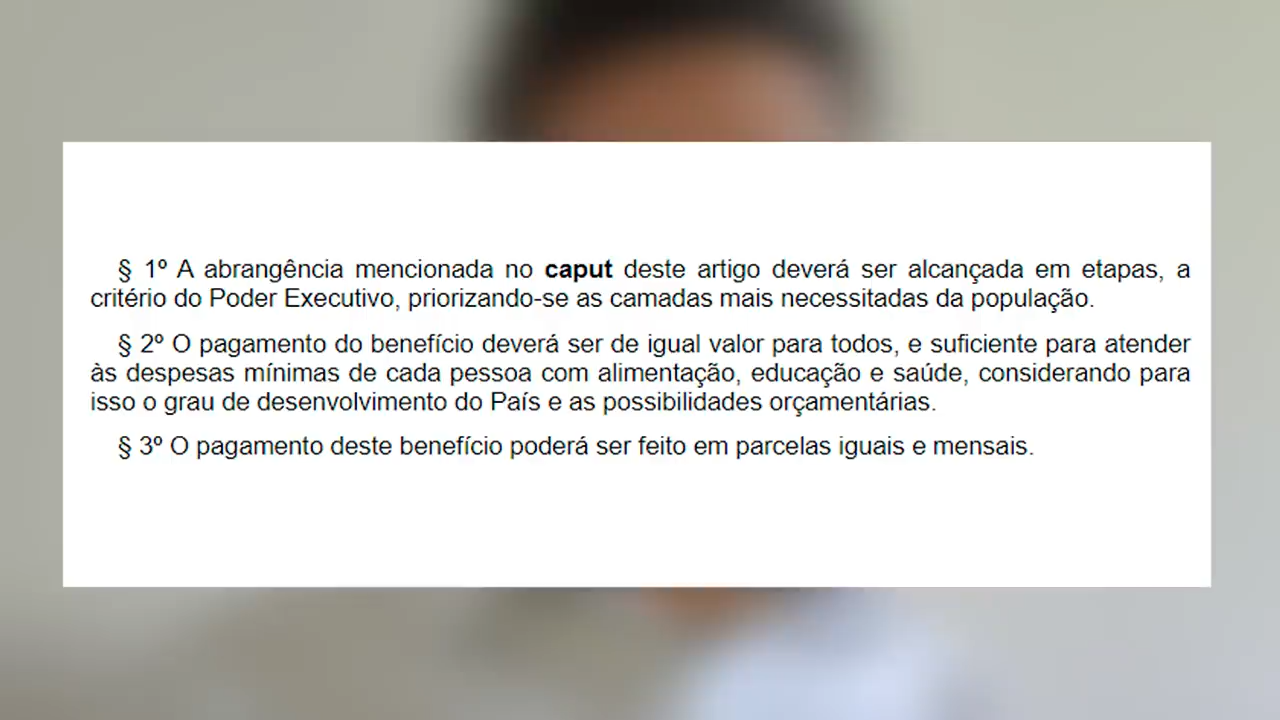 § 1º A abrangência mencionada no caput deste artigo deverá ser alcançada em etapas, a
critério do Poder Executivo, priorizando-se as camadas mais necessitadas da população.
§ 2º O pagamento do benefício deverá ser de igual valor para todos, e suficiente para atender
às despesas mínimas de cada pessoa com alimentação, educação e saúde, considerando para
isso o grau de desenvolvimento do País e as possibilidades orçamentárias.
§ 3º O pagamento deste benefício poderá ser feito em parcelas iguais e mensais.